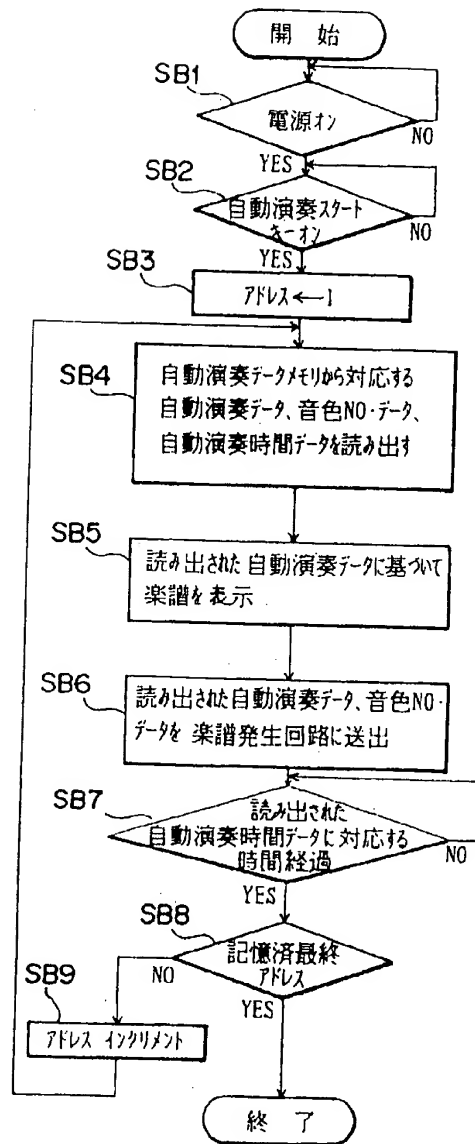 開 始
SB1
電源オン
NO
YES
SB2
自動演奏スタート
キーオン
NO
YES
SB3
アドレス←1
SB4
自動演奏データメモリから対応する
自動演奏データ、音色NO・データ、
自動演奏時間データを読み出す
SB5
読み出された自動演奏データに基づいて
楽譜を表示
SB6
読み出された自動演奏データ、音色NO・
データを楽譜発生回路に送出
SB7
読み出された
自動演奏時間データに対応する
時間経過
NO
YES
SB8
記憶済最終
アドレス
NO
YES
SB9
アドレス インクリメント
終 了